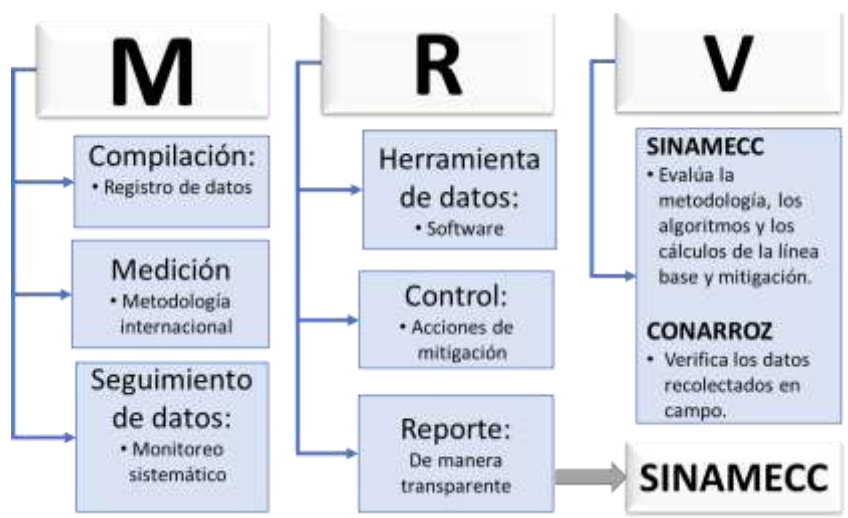 M
Compilación:
• Registro de datos
Medición
• Metodología
internacional
Seguimiento
de datos:
• Monitoreo
sistemático
R
Herramienta
de datos:
• Software
Control:
• Acciones de
mitigación
Reporte:
De manera
transparente
V
SINAMECC
• Evalúa la
metodología, los
algoritmos y los
cálculos de la línea
base y mitigación.
CONARROZ
• Verifica los datos
recolectados en
campo.
SINAMECC